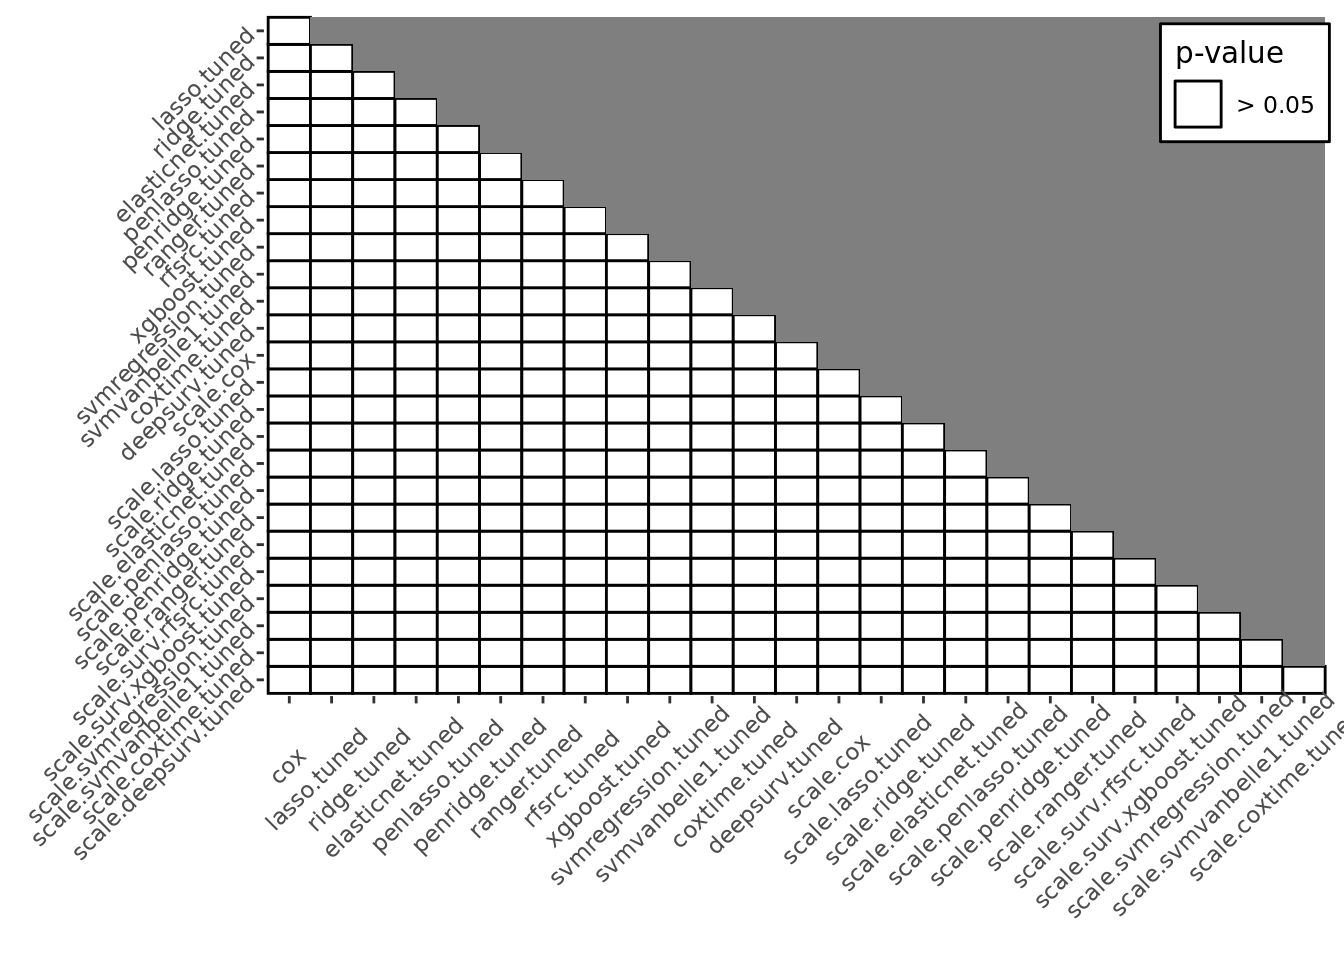 p-value
> 0.05
lasso.tuned
ridge.tuned
elasticnet.tuned
penlasso.tuned
penridge.tuned
ranger.tuned
rfsrc.tuned
xgboost.tuned
svmregression.tuned
svmvanbelle1.tuned
coxtime.tuned
deepsurv.tuned
scale.cox
scale.lasso.tuned
scale.ridge.tuned
scale.elasticnet.tuned
scale.penlasso.tuned
scale.penridge.tuned
scale.ranger.tuned
scale.surv.rfsrc.tuned
scale.surv.xgboost.tuned
scale.svmregression.tuned
scale.svmvanbelle1.tuned
scale.coxtime.tuned
scale.deepsurv.tuned
cox
lasso.tuned
ridge.tuned
elasticnet.tuned
penlasso.tuned
penridge.tuned
ranger.tuned
rfsrc.tuned
xgboost.tuned
svmregression.tuned
svmvanbelle1.tuned
coxtime.tuned
deepsurv.tuned
scale.cox
scale.lasso.tuned
scale.ridge.tuned
scale.elasticnet.tuned
scale.penlasso.tuned
scale.penridge.tuned
scale.ranger.tuned
scale.surv.rfsrc.tuned
scale.surv.xgboost.tuned
scale.svmregression.tuned
scale.svmvanbelle1.tuned
scale.coxtime.tune